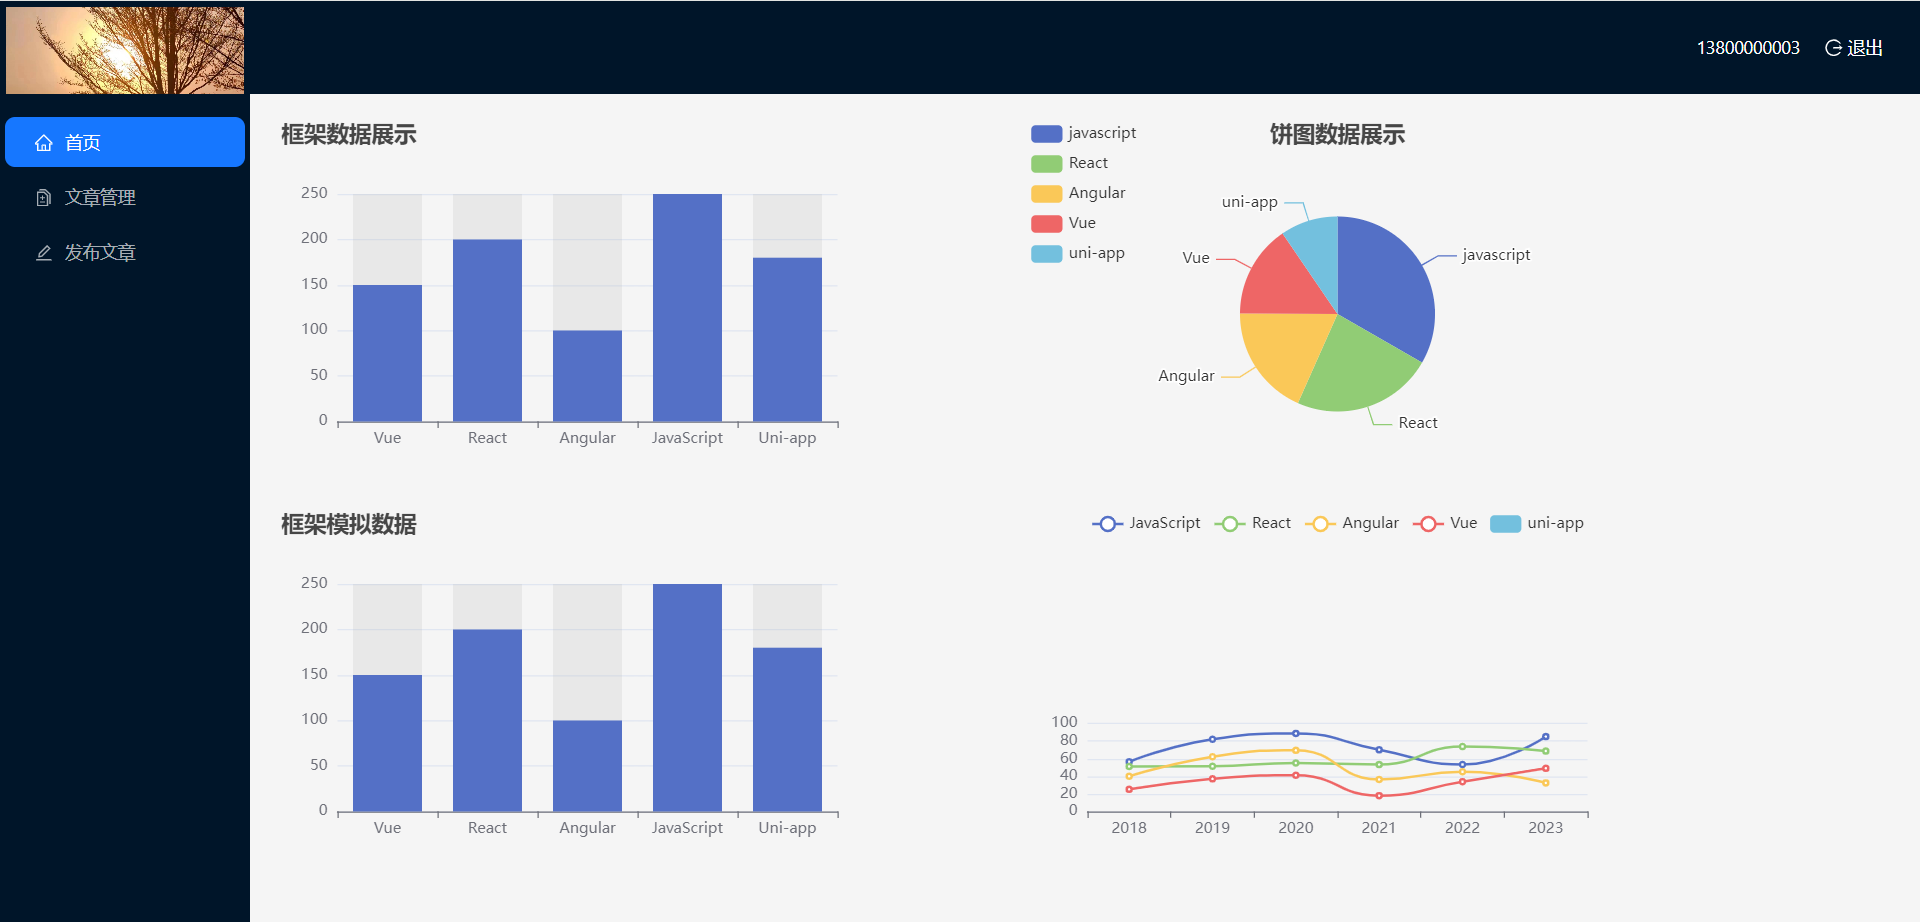 13800000003
退出
首页
文章管理
发布文章
框架数据展示
250
200
150
100
50
0
Vue React Angular JavaScript Uni-app
javascript
React
Angular
Vue
uni-app
饼图数据展示
uni-app
javascript
Vue
Angular
React
框架模拟数据
250
200
150
100
50
0
Vue React Angular JavaScript Uni-app
JavaScript React Angular Vue uni-app
100
80
60
40
20
0
2018 2019 2020 2021 2022 2023